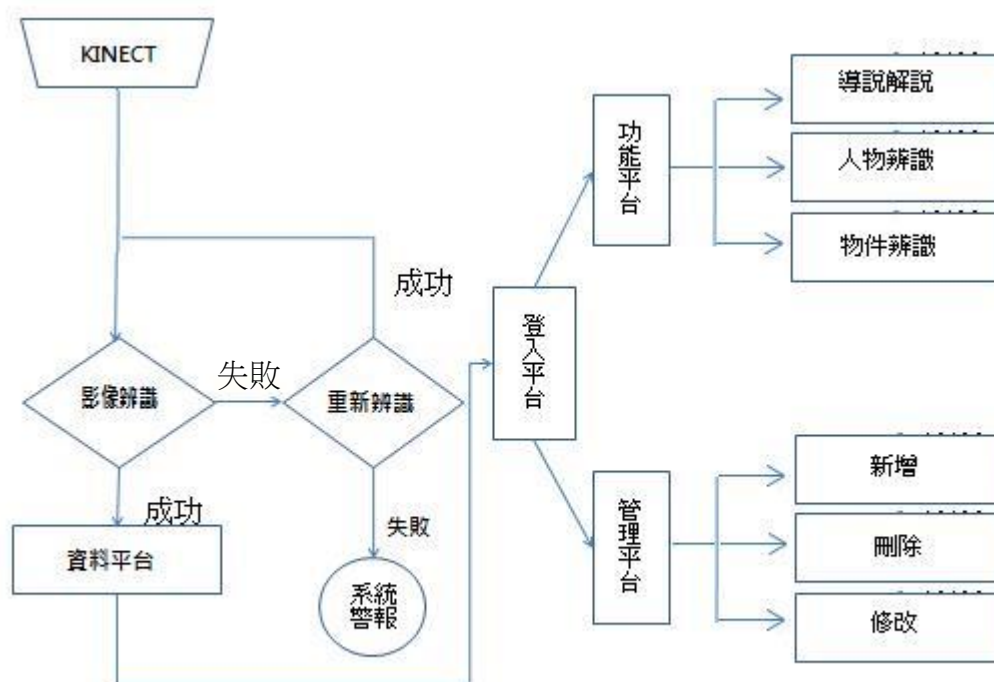 KINECT
導說解說
功能平台
人物辨識
物件辨識
成功
登入平台
影像辨識
失敗
重新辨識
新增
成功
失敗
管理平台
資料平台
刪除
系統
警報
修改